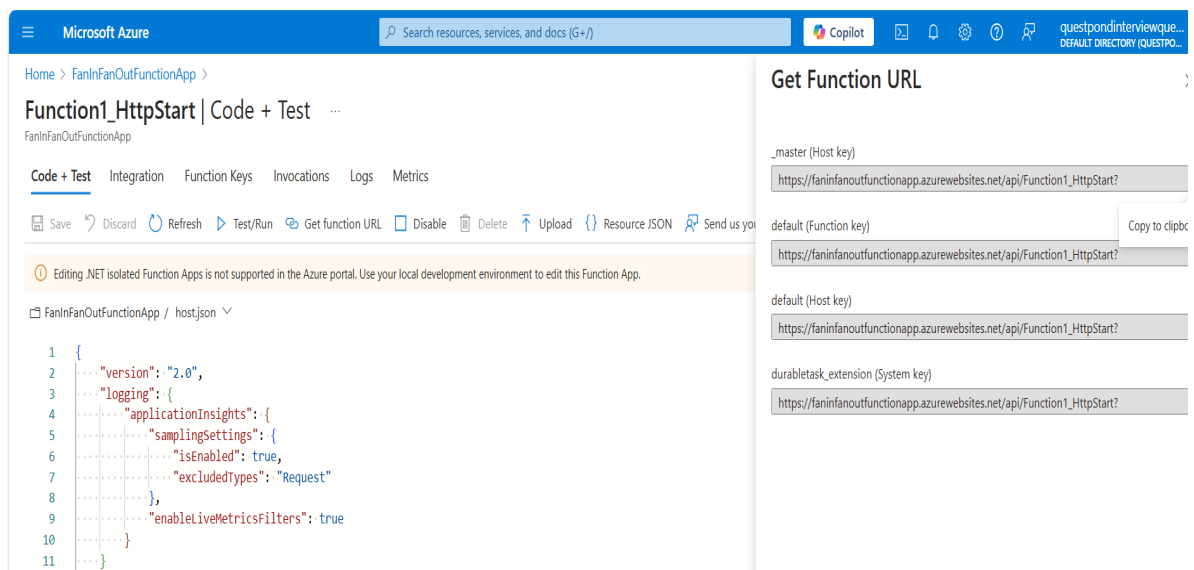 Microsoft Azure
Search resources, services, and docs (G+/)
Copilot
questpondinterviewque...
DEFAULT DIRECTORY (QUESTPO...
Home > FanInFanOutFunctionApp >
Function1_HttpStart | Code + Test ...
FanInFanOutFunctionApp
Code + Test Integration Function Keys Invocations Logs Metrics
Save Discard Refresh Test/Run Get function URL Disable Delete Upload {} Resource JSON Send us you
Editing .NET isolated Function Apps is not supported in the Azure portal. Use your local development environment to edit this Function App.
FanInFanOutFunctionApp / host.json
1 {
2 "version": "2.0",
3 "logging": {
4 "applicationInsights": {
5 "samplingSettings": {
6 "isEnabled": true,
7 "excludedTypes": "Request"
8 },
9 "enableLiveMetricsFilters": true
10 }
11 }
Get Function URL
_master (Host key)
https://faninfanoutfunctionapp.azurewebsites.net/api/Function1_HttpStart?
Copy to clipbo
default (Function key)
https://faninfanoutfunctionapp.azurewebsites.net/api/Function1_HttpStart?
default (Host key)
https://faninfanoutfunctionapp.azurewebsites.net/api/Function1_HttpStart?
durabletask_extension (System key)
https://faninfanoutfunctionapp.azurewebsites.net/api/Function1_HttpStart?